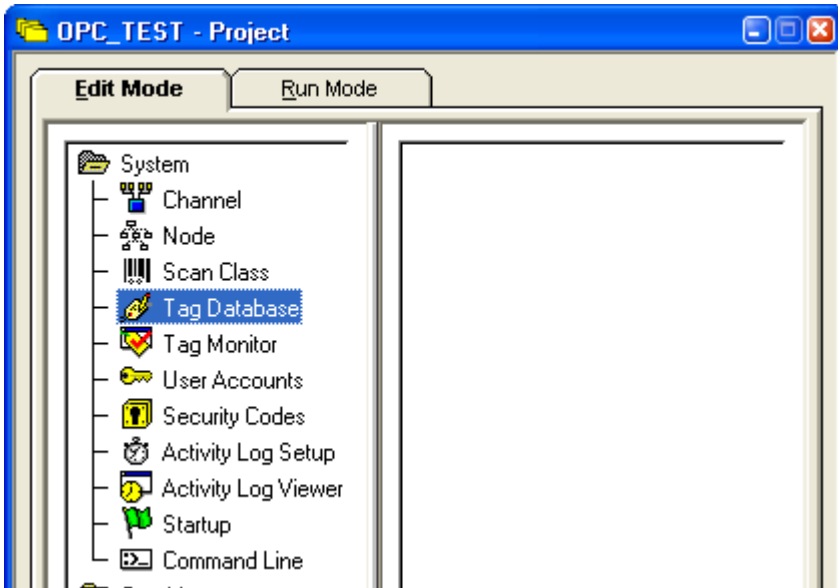 OPC_TEST - Project
Edit Mode
Run Mode
System
Channel
Node
Scan Class
Tag Database
Tag Monitor
User Accounts
Security Codes
Activity Log Setup
Activity Log Viewer
Startup
Command Line